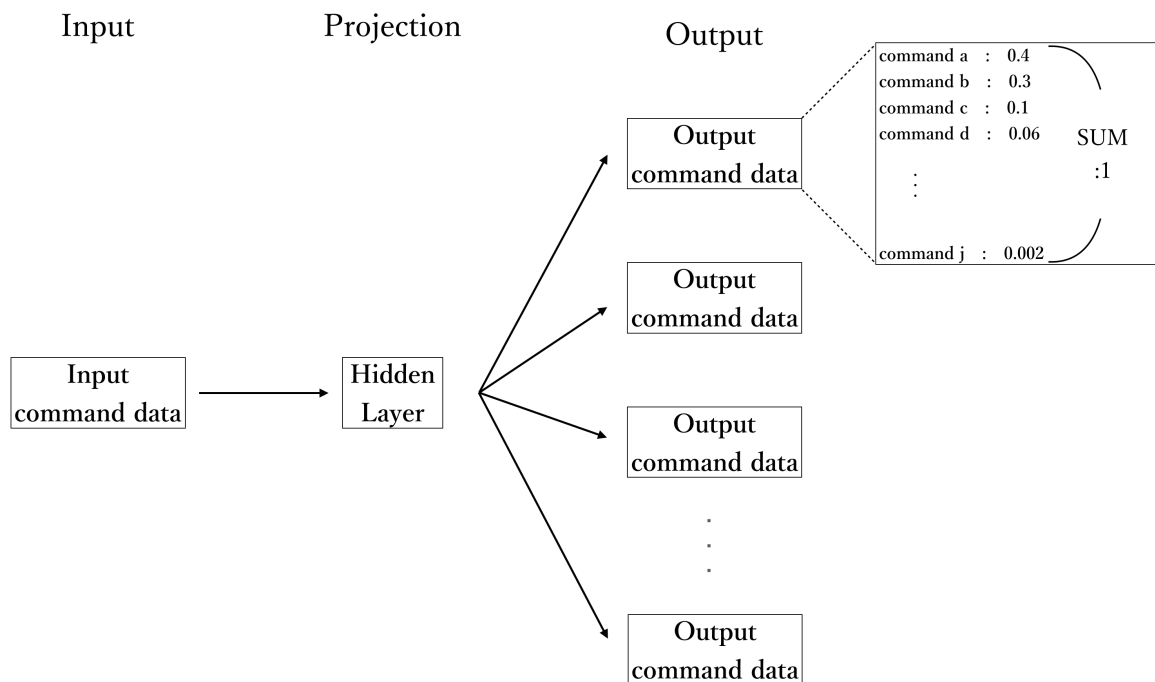 Input
Projection
Output
command a : 0.4
command b : 0.3
command c : 0.1
command d : 0.06
⋮
command j : 0.002
SUM
:1
Output
command data
Output
command data
Input
command data
Hidden
Layer
Output
command data
⋮
Output
command data